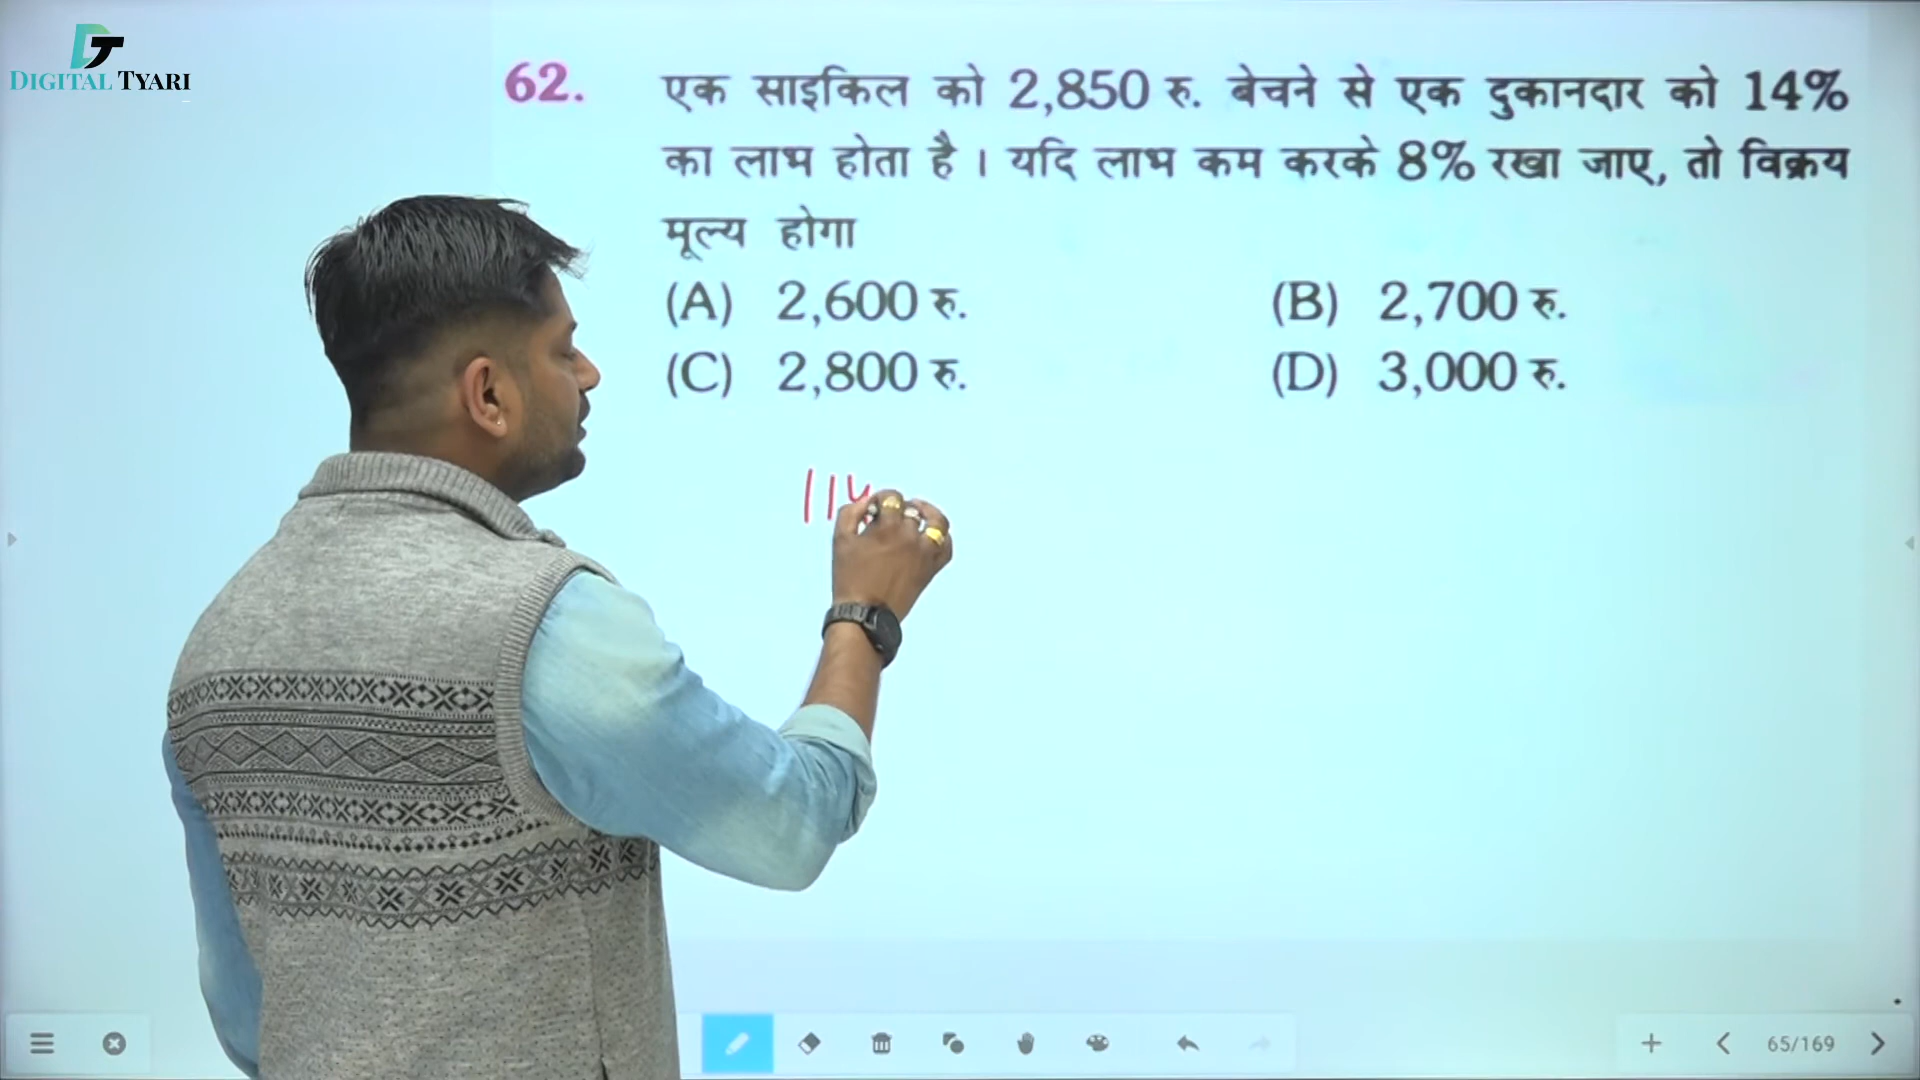 DIGITAL TYARI
62. एक साइकिल को 2,850 रु. बेचने से एक दुकानदार को 14%
का लाभ होता है । यदि लाभ कम करके 8% रखा जाए, तो विक्रय
मूल्य होगा
(A) 2,600 रु. (B) 2,700 रु.
(C) 2,800 रु. (D) 3,000 रु.
114
65/169